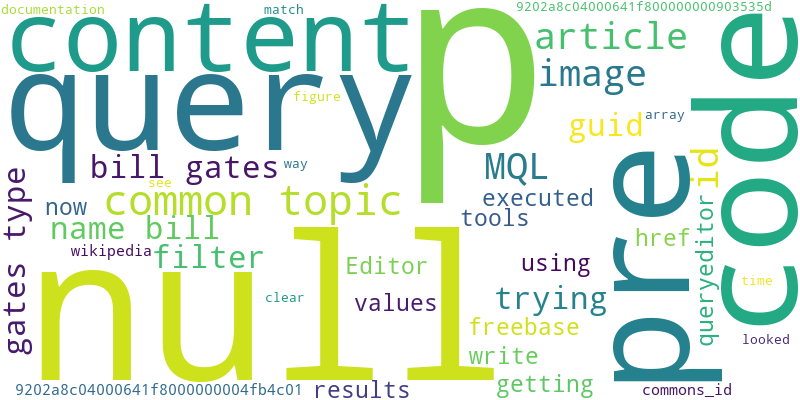 documentation
match
9202a8c04000641f8000000000903535d
content
p
article
code
query
image
figure
guid
array
pre
id
bill gates
way
MQL
gates type
see
common topic
executed
now
tools
queryeditor
name bill
href
wikipedia
filter
null
Editor
using
time
clear
values
trying
freebase
looked
write
9202a8c04000641f8000000004fb4c01
results
getting
commons_id